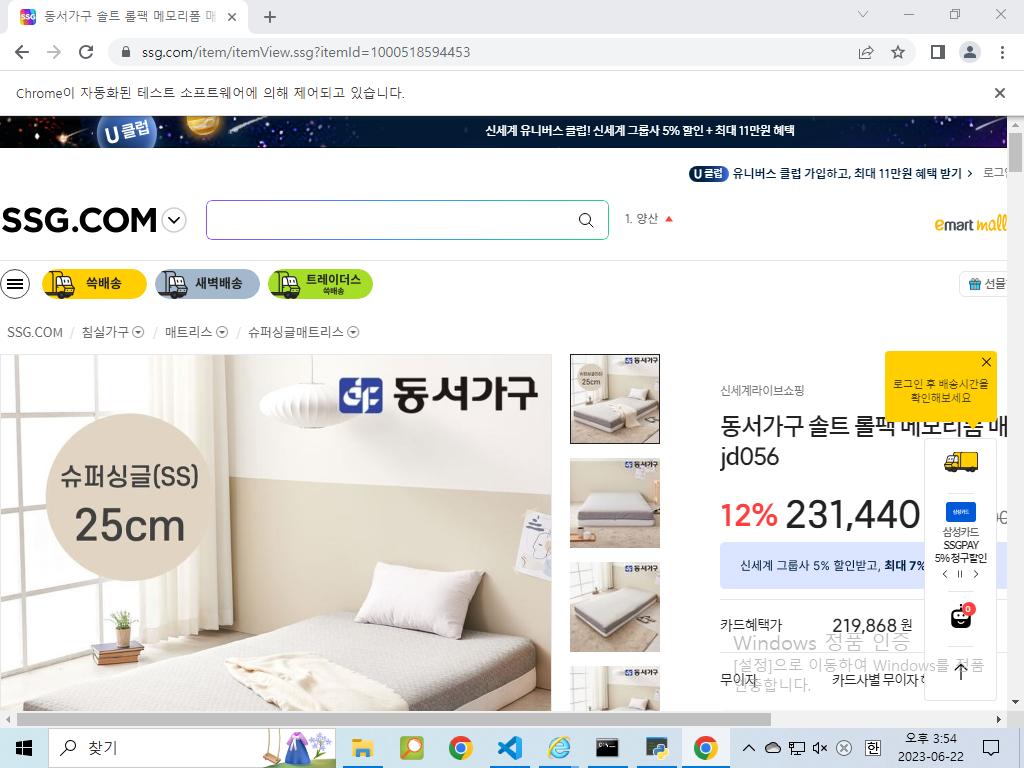 동서가구 솔트 롤팩 메모리폼 매
ssg.com/item/itemView.ssg?itemId=1000518594453
Chrome이 자동화된 테스트 소프트웨어에 의해 제어되고 있습니다.
U 클럽
신세계 유니버스 클럽! 신세계 그룹사 5% 할인 + 최대 11만원 혜택
U 클럽 유니버스 클럽 가입하고, 최대 11만원 혜택 받기 > 로그인
SSG.COM
1. 양산
emart mall
쓱배송
새벽배송
트레이더스
쓱배송
선물
SSG.COM / 침실가구 / 매트리스 / 슈퍼싱글매트리스
동서가구
슈퍼싱글(SS)
25cm
로그인 후 배송시간을
확인해보세요
신세계라이브쇼핑
동서가구 솔트 롤팩 메모리폼 매
jd056
12% 231,440
삼성카드
삼성카드
SSGPAY
5% 청구할인
신세계 그룹사 5% 할인받고, 최대 7%
0
카드혜택가 219,868 원
무이자 카드사별 무이자
Windows 정품 인증
[설정]으로 이동하여 Windows를 정품
인증합니다.
찾기
한
오후 3:54
2023-06-22